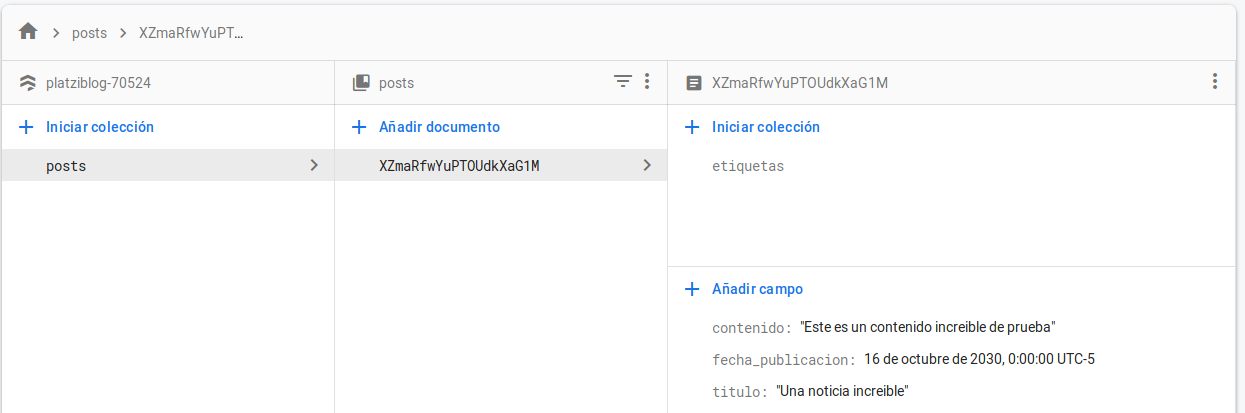 posts
XZmaRfwYuPT…
platziblog-70524
posts
XZmaRfwYuPTOUdkXaG1M
Iniciar colección
Añadir documento
Iniciar colección
posts
XZmaRfwYuPTOUdkXaG1M
etiquetas
Añadir campo
contenido: "Este es un contenido increible de prueba"
fecha_publicacion: 16 de octubre de 2030, 0:00:00 UTC-5
titulo: "Una noticia increible"